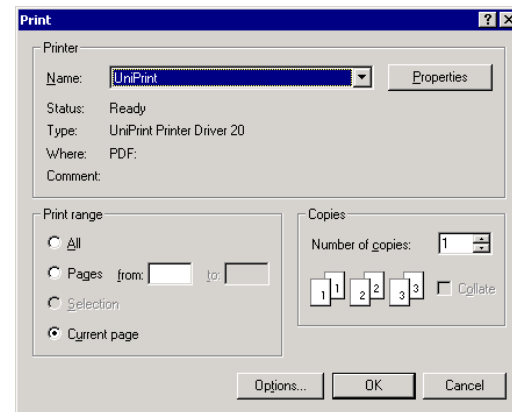 Print
Printer
Name: UniPrint Properties
Status: Ready
Type: UniPrint Printer Driver 20
Where: PDF:
Comment:
Print range
All
Pages from: to:
Selection
Current page
Copies
Number of copies: 1
1 1 2 2 3 3 Collate
Options... OK Cancel